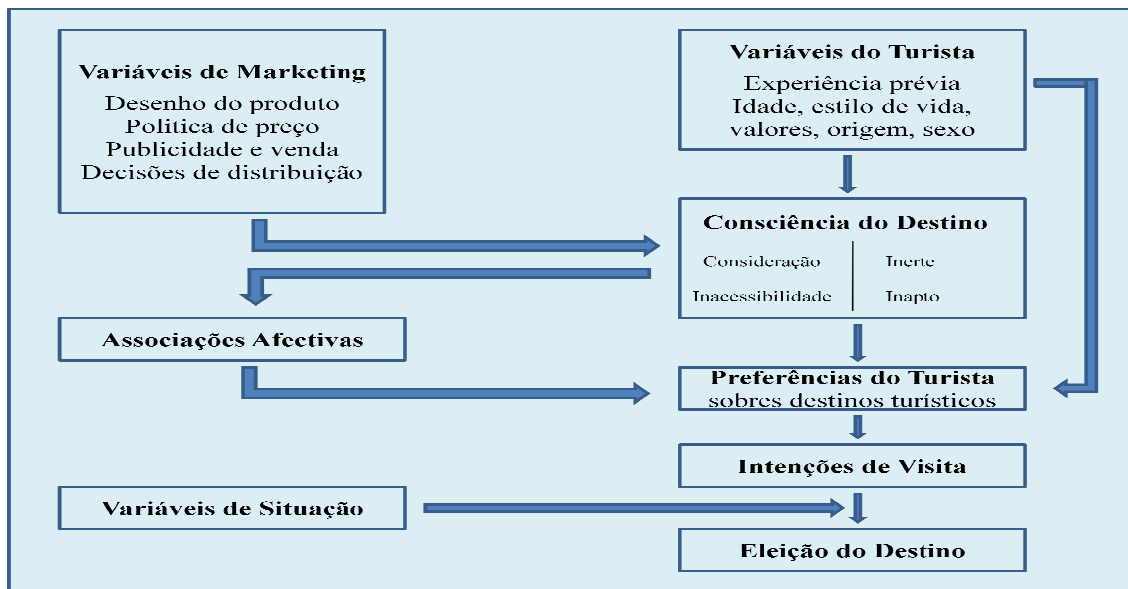 Variáveis de Marketing
Desenho do produto
Politica de preço
Publicidade e venda
Decisões de distribuição
Variáveis do Turista
Experiência prévia
Idade, estilo de vida,
valores, origem, sexo
Consciência do Destino
Consideração
Inerte
Inacessibilidade
Inapto
Associações Afectivas
Preferências do Turista
sobres destinos turísticos
Intenções de Visita
Variáveis de Situação
Eleição do Destino